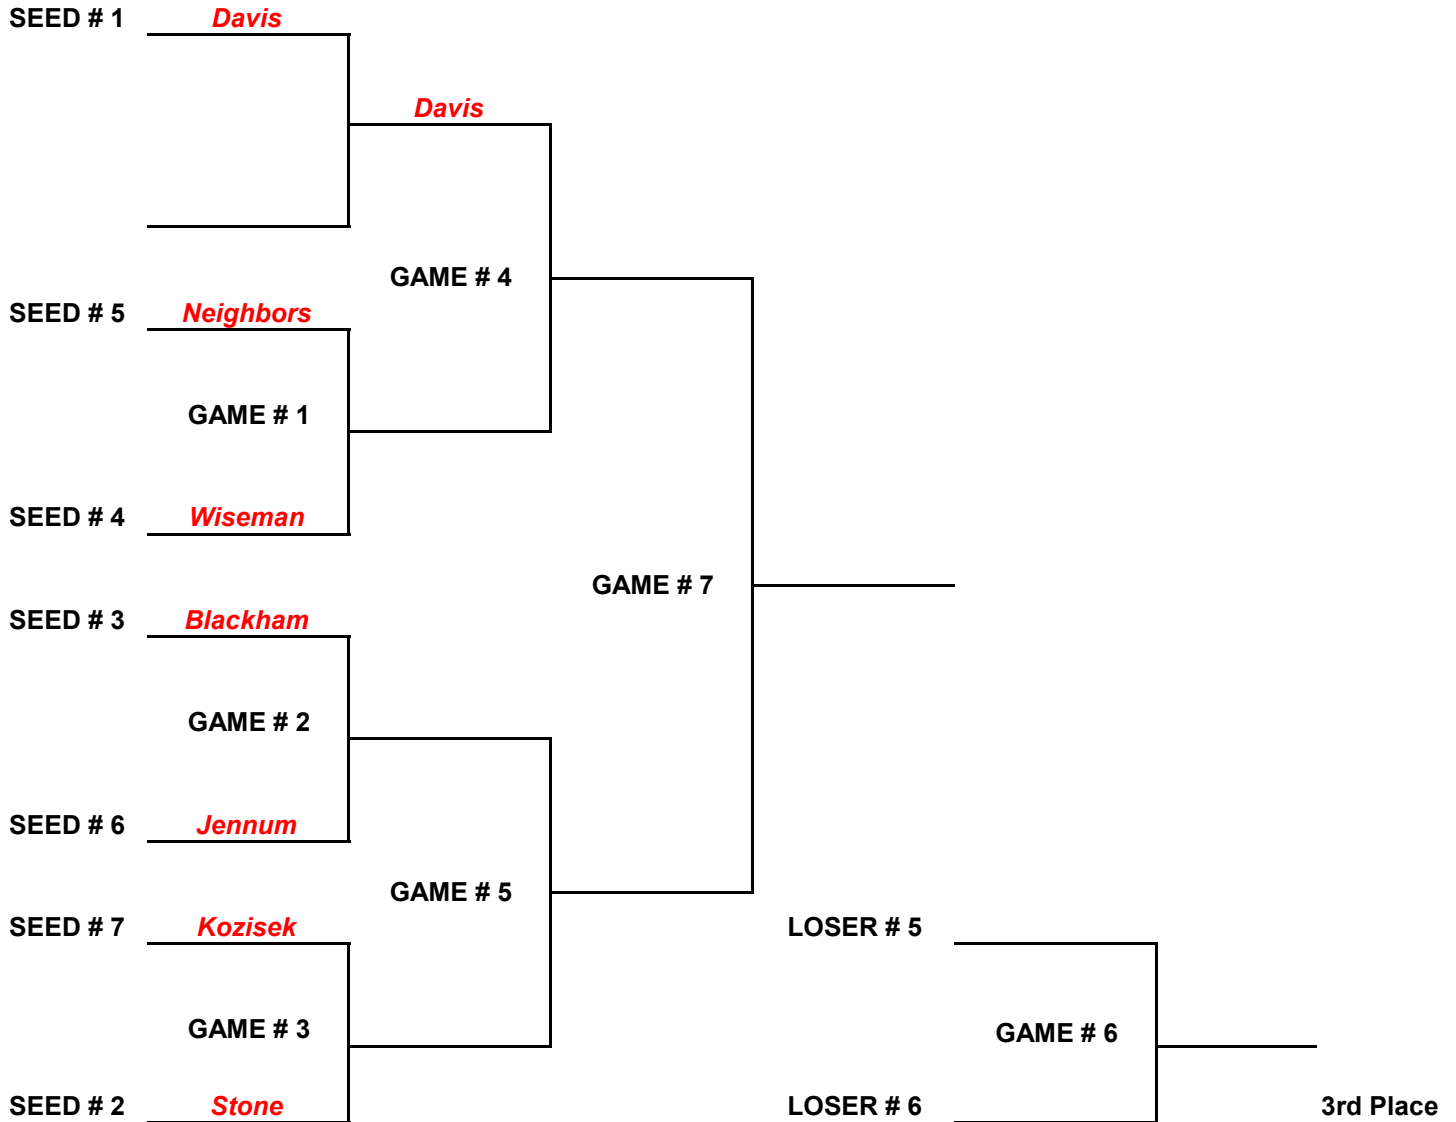 SEED # 1 Davis
Davis
GAME # 4
SEED # 5 Neighbors
GAME # 1
SEED # 4 Wiseman
GAME # 7
SEED # 3 Blackham
GAME # 2
SEED # 6 Jennum
GAME # 5
SEED # 7 Kozisek
LOSER # 5
GAME # 3
GAME # 6
SEED # 2 Stone
LOSER # 6
3rd Place